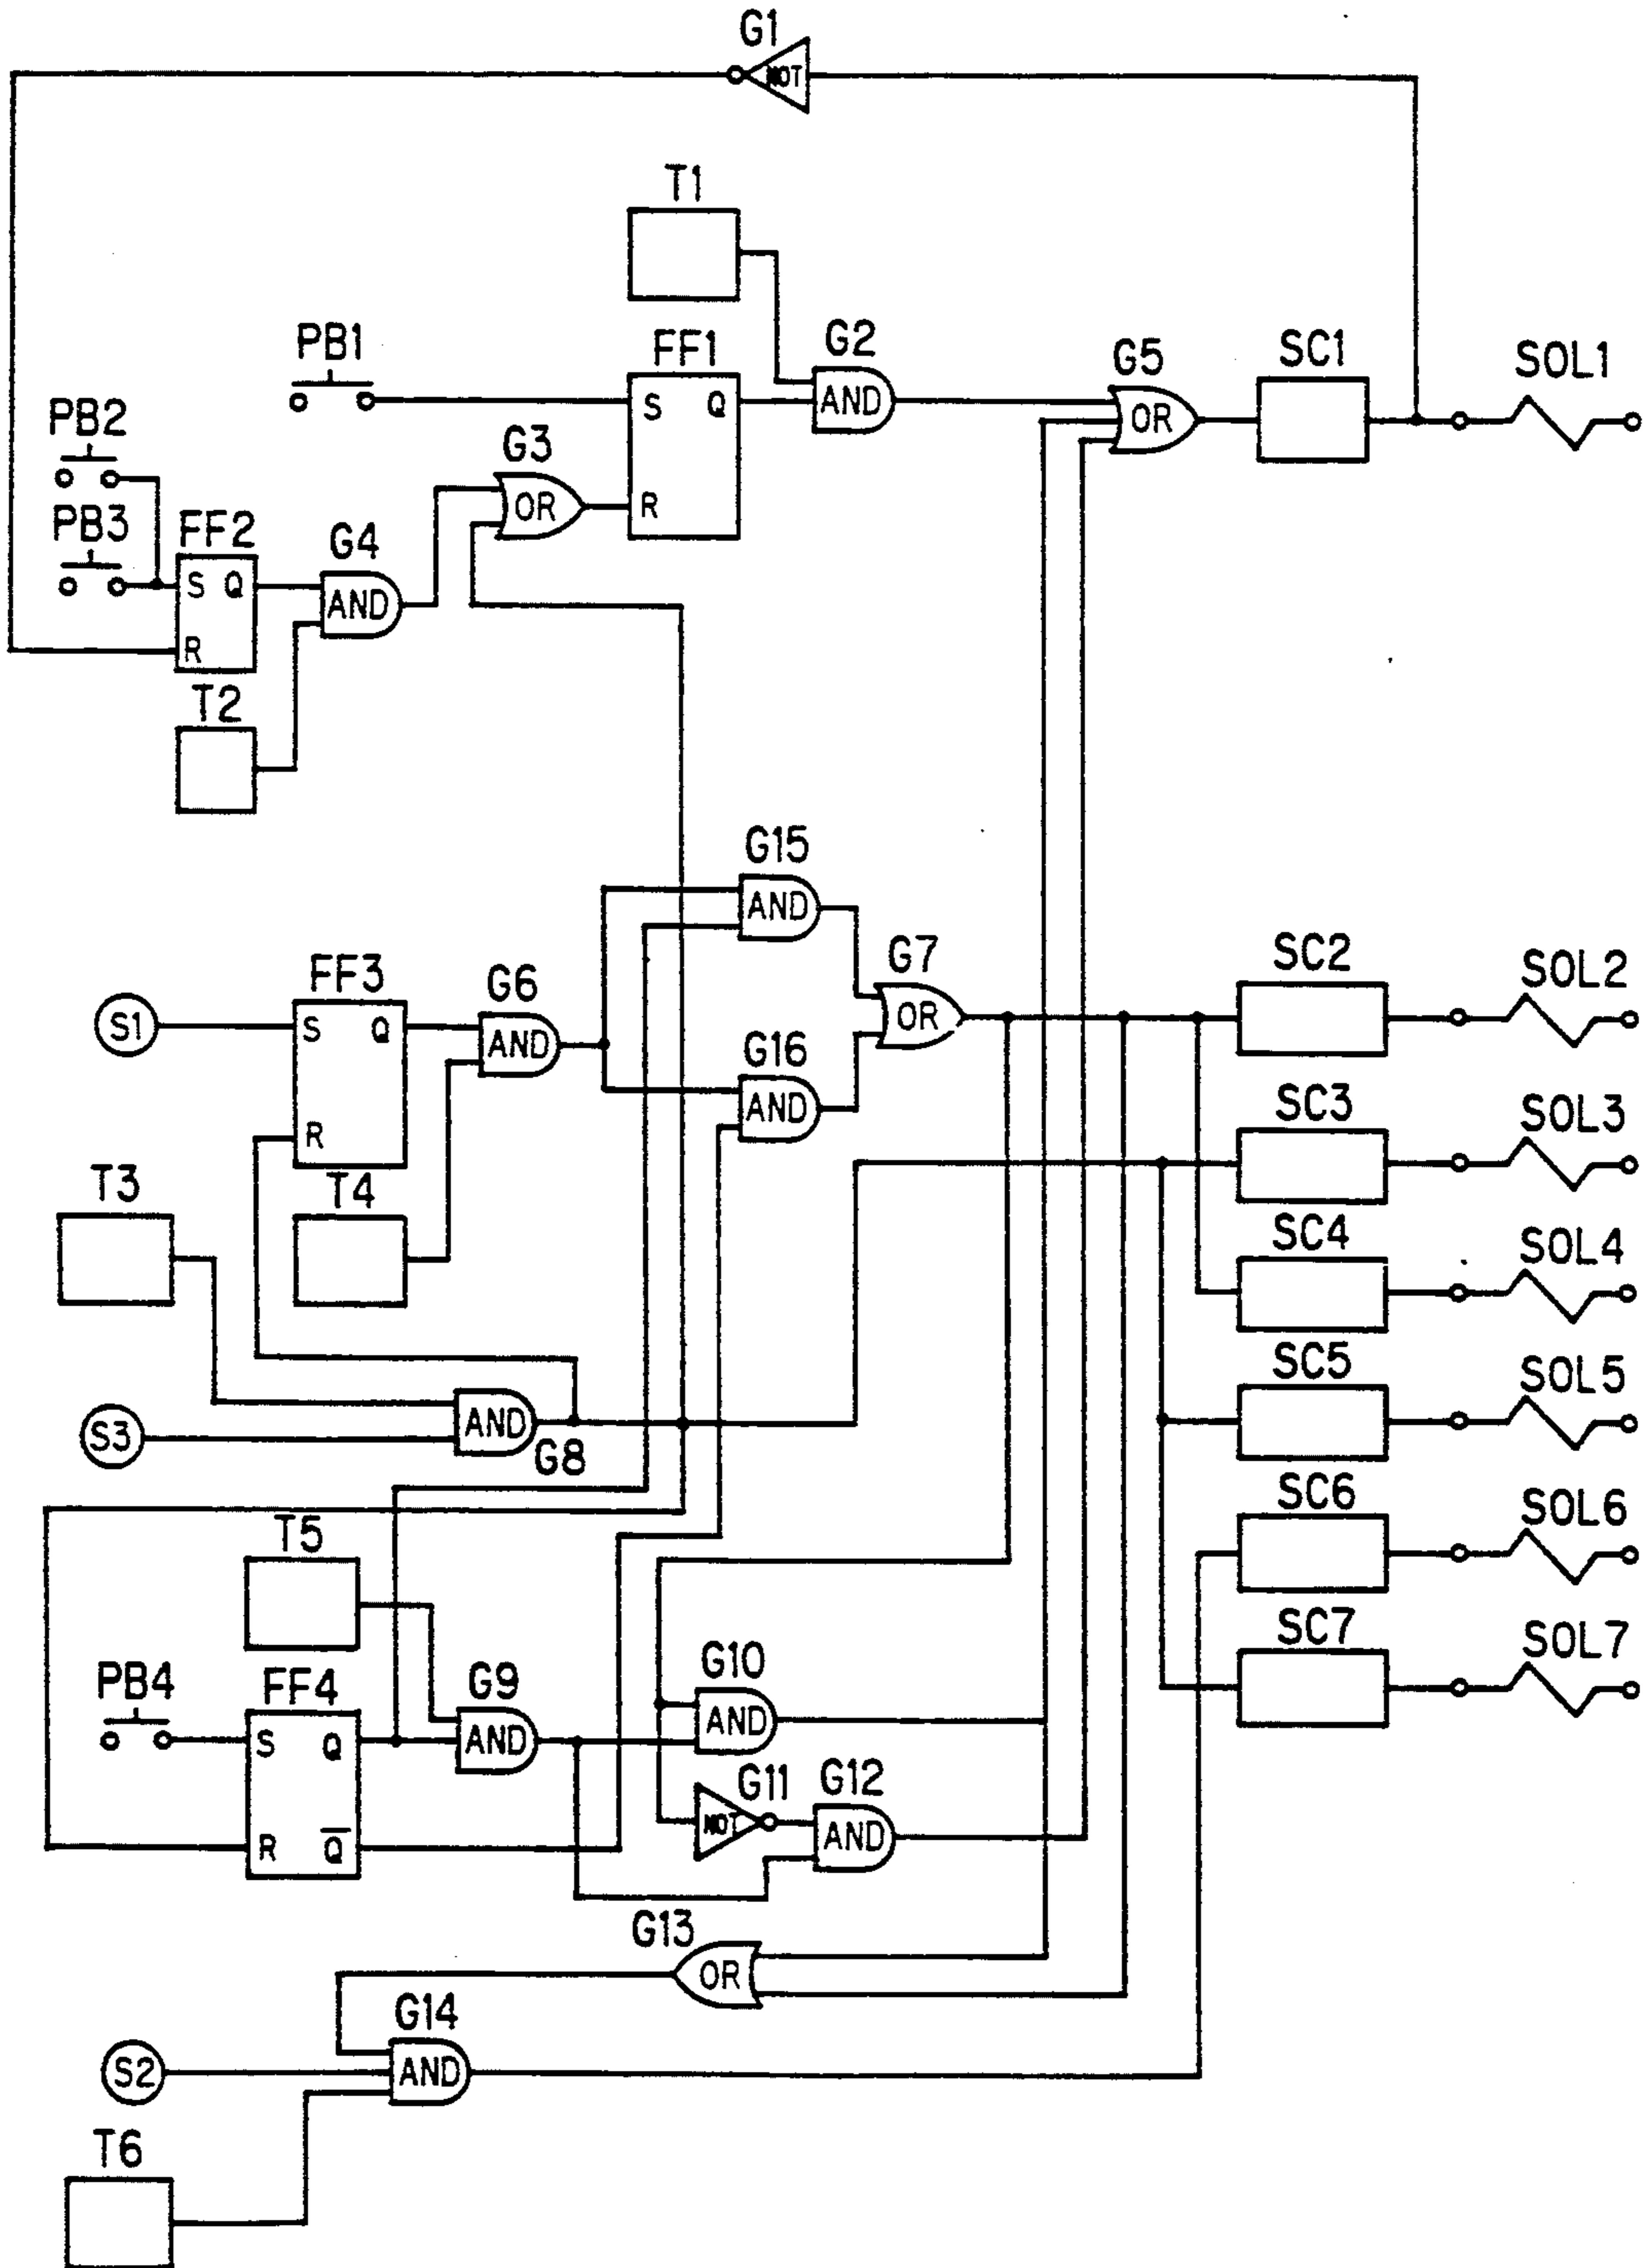 G1
NOT
T1
PB1
FF1
G2
G5
SC1
SOL1
S Q
AND
OR
PB2
G3
OR
R
PB3
FF2
G4
S Q
AND
R
T2
G15
AND
G7
SC2
SOL2
FF3
G6
S1
S Q
AND
OR
G16
AND
SC3
SOL3
R
T3
T4
SC4
SOL4
SC5
SOL5
S3
AND
G8
SC6
SOL6
T5
G10
SC7
SOL7
PB4
FF4
G9
AND
S Q
AND
G11
G12
NOT
AND
R Q̅
G13
OR
G14
S2
AND
T6